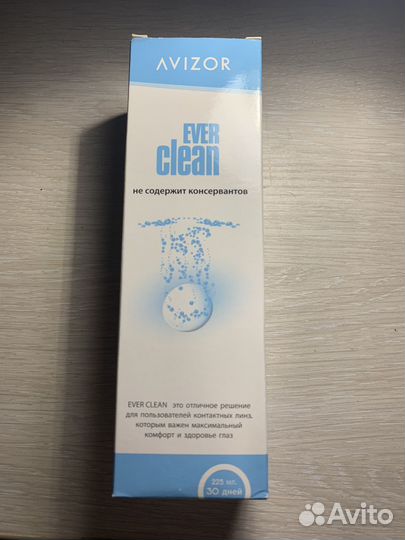 AVIZOR
EVER
clean
не содержит консервантов
EVER CLEAN это отличное решение
для пользователей контактных линз,
которым важен максимальный
комфорт и здоровье глаз
225 мл.
30 дней
Avito